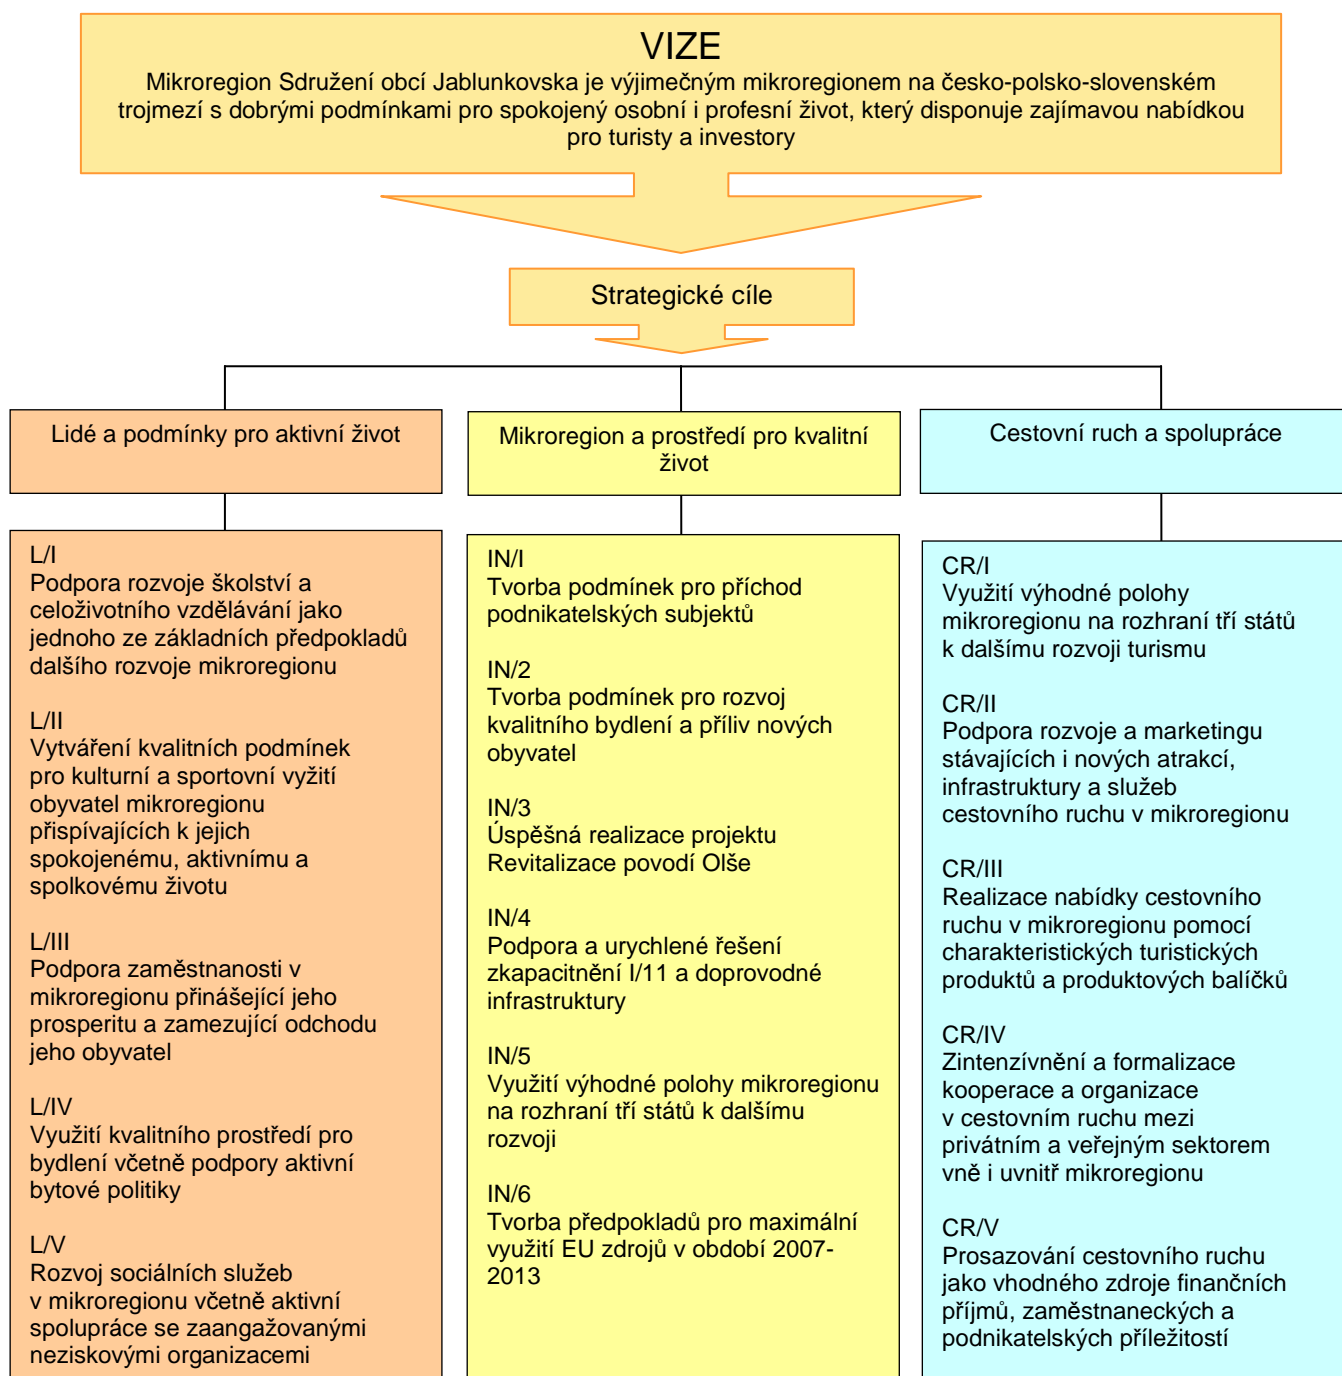 VIZE
Mikroregion Sdružení obcí Jablunkovska je výjimečným mikroregionem na česko-polsko-slovenském
trojmezí s dobrými podmínkami pro spokojený osobní i profesní život, který disponuje zajímavou nabídkou
pro turisty a investory
Strategické cíle
Lidé a podmínky pro aktivní život
Mikroregion a prostředí pro kvalitní
život
Cestovní ruch a spolupráce
L/I
Podpora rozvoje školství a
celoživotního vzdělávání jako
jednoho ze základních předpokladů
dalšího rozvoje mikroregionu
L/II
Vytváření kvalitních podmínek
pro kulturní a sportovní vyžití
obyvatel mikroregionu
přispívajících k jejich
spokojenému, aktivnímu a
spolkovému životu
L/III
Podpora zaměstnanosti v
mikroregionu přinášející jeho
prosperitu a zamezující odchodu
jeho obyvatel
L/IV
Využití kvalitního prostředí pro
bydlení včetně podpory aktivní
bytové politiky
L/V
Rozvoj sociálních služeb
v mikroregionu včetně aktivní
spolupráce se zaangažovanými
neziskovými organizacemi
IN/I
Tvorba podmínek pro příchod
podnikatelských subjektů
IN/2
Tvorba podmínek pro rozvoj
kvalitního bydlení a příliv nových
obyvatel
IN/3
Úspěšná realizace projektu
Revitalizace povodí Olše
IN/4
Podpora a urychlené řešení
zkapacitnění I/11 a doprovodné
infrastruktury
IN/5
Využití výhodné polohy mikroregionu
na rozhraní tří států k dalšímu
rozvoji
IN/6
Tvorba předpokladů pro maximální
využití EU zdrojů v období 2007-
2013
CR/I
Využití výhodné polohy
mikroregionu na rozhraní tří států
k dalšímu rozvoji turismu
CR/II
Podpora rozvoje a marketingu
stávajících i nových atrakcí,
infrastruktury a služeb
cestovního ruchu v mikroregionu
CR/III
Realizace nabídky cestovního
ruchu v mikroregionu pomocí
charakteristických turistických
produktů a produktových balíčků
CR/IV
Zintenzívnění a formalizace
kooperace a organizace
v cestovním ruchu mezi
privátním a veřejným sektorem
vně i uvnitř mikroregionu
CR/V
Prosazování cestovního ruchu
jako vhodného zdroje finančních
příjmů, zaměstnaneckých a
podnikatelských příležitostí